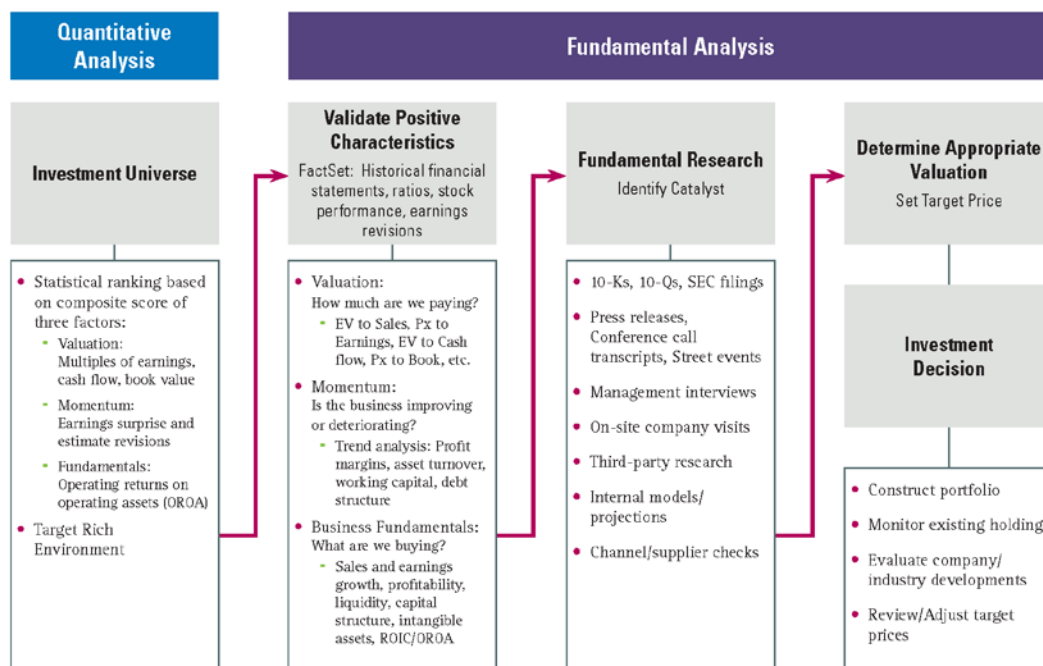 Quantitative
Analysis
Fundamental Analysis
Investment Universe
• Statistical ranking based
on composite score of
three factors:
- Valuation:
Multiples of earnings,
cash flow, book value
- Momentum:
Earnings surprise and
estimate revisions
- Fundamentals:
Operating returns on
operating assets (OROA)
• Target Rich
Environment
Validate Positive
Characteristics
FactSet: Historical financial
statements, ratios, stock
performance, earnings
revisions
• Valuation:
How much are we paying?
- EV to Sales, Px to
Earnings, EV to Cash
flow, Px to Book, etc.
• Momentum:
Is the business improving
or deteriorating?
- Trend analysis: Profit
margins, asset turnover,
working capital, debt
structure
• Business Fundamentals:
What are we buying?
- Sales and earnings
growth, profitability,
liquidity, capital
structure, intangible
assets, ROIC/OROA
Fundamental Research
Identify Catalyst
• 10-Ks, 10-Qs, SEC filings
• Press releases,
Conference call
transcripts, Street events
• Management interviews
• On-site company visits
• Third-party research
• Internal models/
projections
• Channel/supplier checks
Determine Appropriate
Valuation
Set Target Price
Investment
Decision
• Construct portfolio
• Monitor existing holding
• Evaluate company/
industry developments
• Review/Adjust target
prices